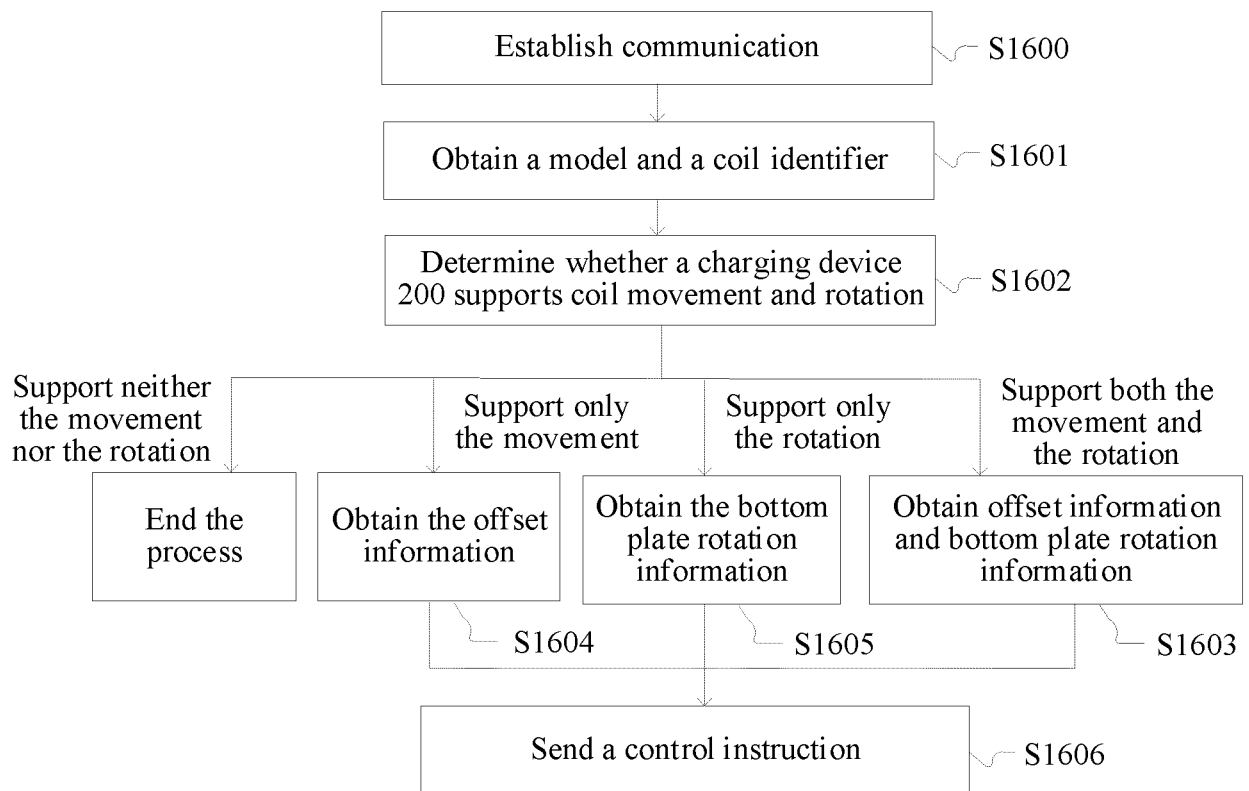 Establish communication
S1600
Obtain a model and a coil identifier
S1601
Determine whether a charging device
200 supports coil movement and rotation
S1602
Support neither
the movement
nor the rotation
Support only
the movement
Support only
the rotation
Support both the
movement and
the rotation
End the
process
Obtain the offset
information
Obtain the bottom
plate rotation
information
Obtain offset information
and bottom plate rotation
information
S1604
S1605
S1603
Send a control instruction
S1606